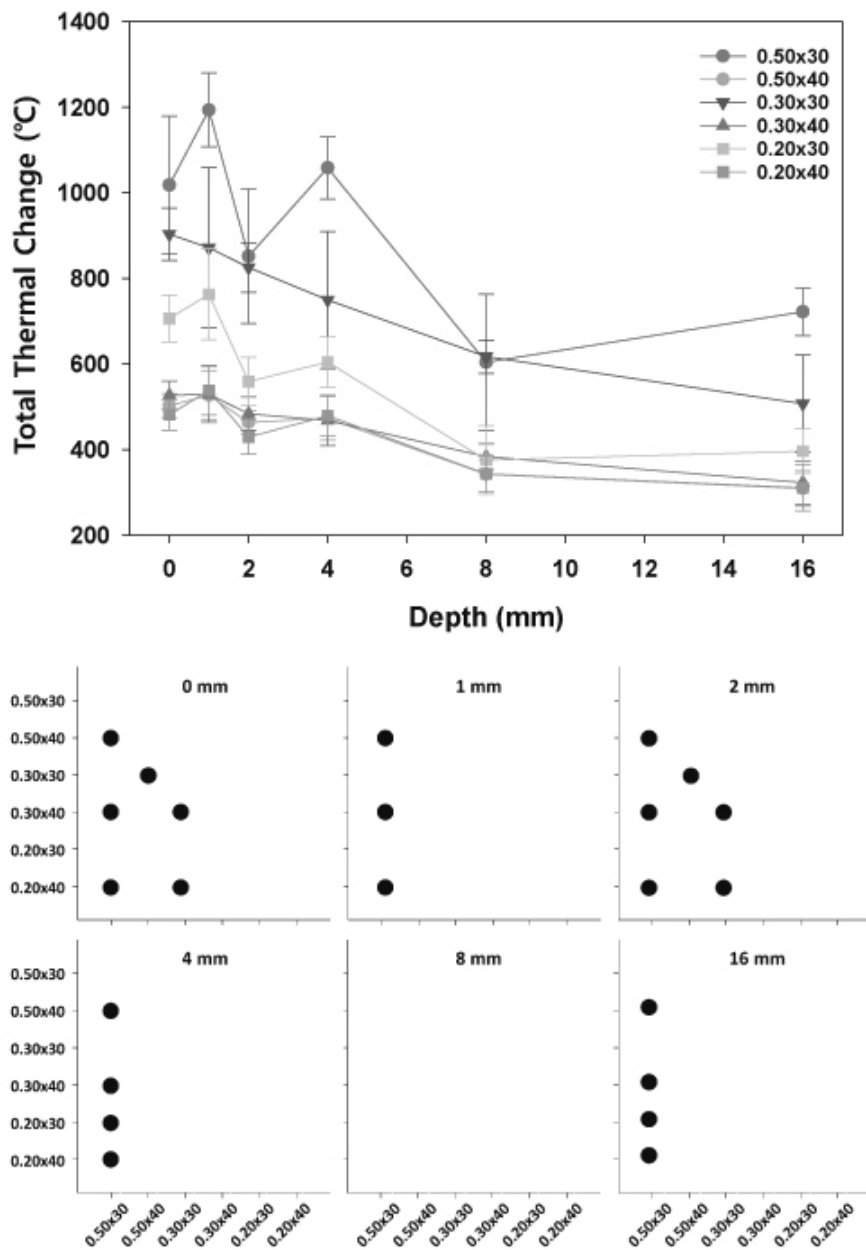 1400
1200
1000
800
600
400
200
Total Thermal Change (°C)
0.50x30
0.50x40
0.30x30
0.30x40
0.20x30
0.20x40
0 2 4 6 8 10 12 14 16
Depth (mm)
0 mm 1 mm 2 mm
0.50x30
0.50x40
0.30x30
0.30x40
0.20x30
0.20x40
4 mm 8 mm 16 mm
0.50x30
0.50x40
0.30x30
0.30x40
0.20x30
0.20x40
0.50x30 0.50x40 0.30x30 0.30x40 0.20x30 0.20x40 0.50x30 0.50x40 0.30x30 0.30x40 0.20x30 0.20x40 0.50x30 0.50x40 0.30x30 0.30x40 0.20x30 0.20x40